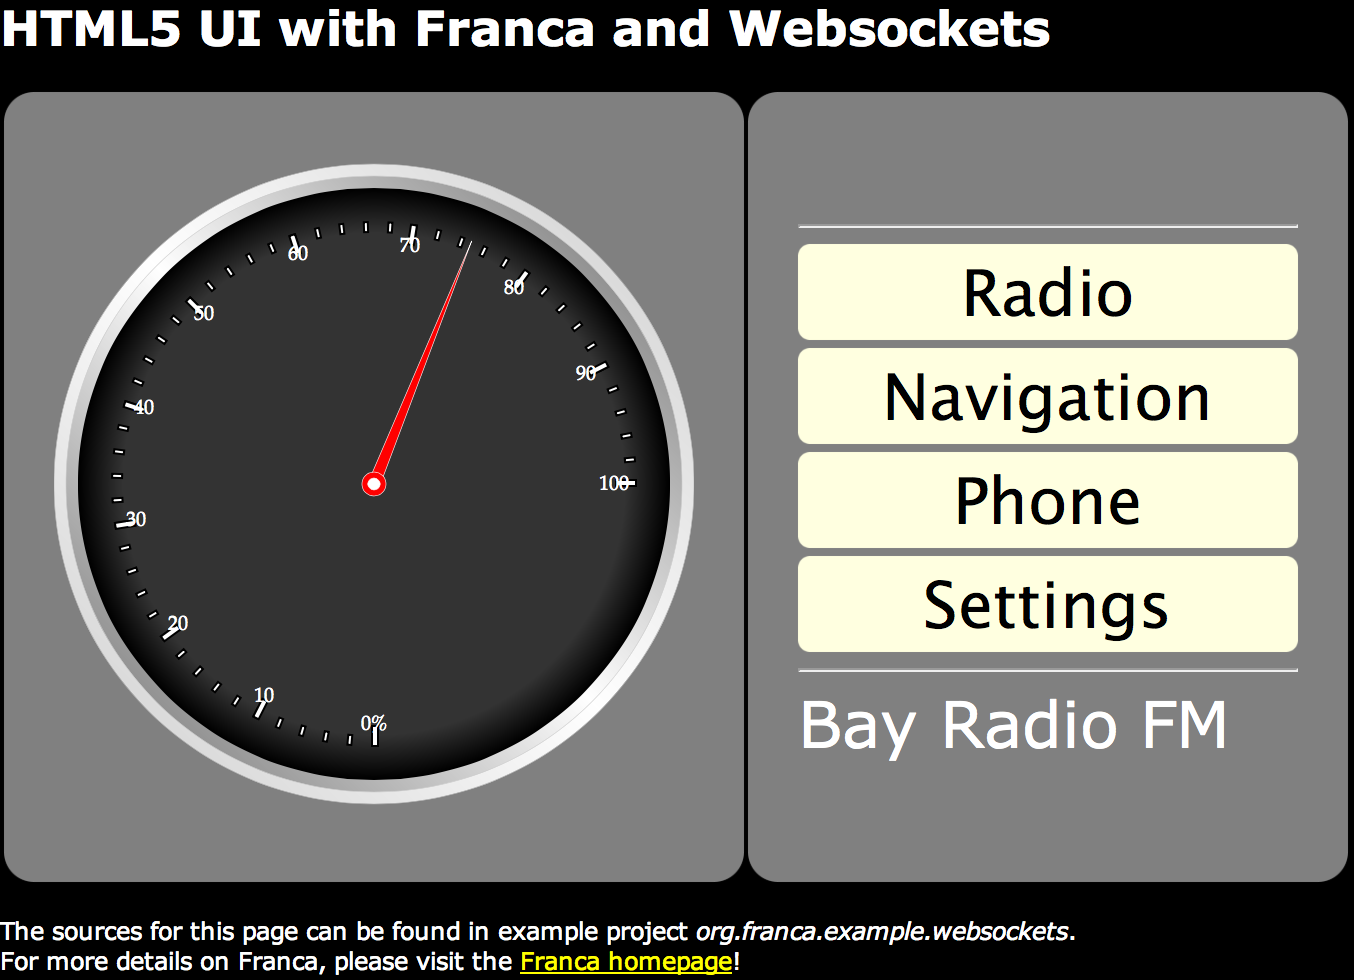 HTML5 UI with Franca and Websockets
0%
10
20
30
40
50
60
70
80
90
100
Radio
Navigation
Phone
Settings
Bay Radio FM
The sources for this page can be found in example project org.franca.example.websockets.
For more details on Franca, please visit the Franca homepage!